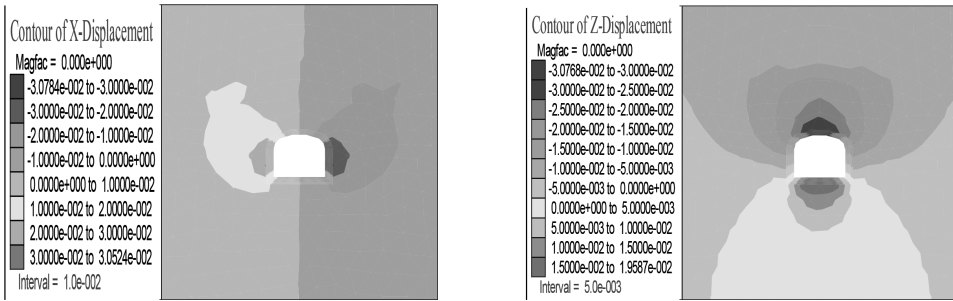 Contour of X-Displacement
Magfac = 0.000e+000
-3.0784e-002 to -3.0000e-002
-3.0000e-002 to -2.0000e-002
-2.0000e-002 to -1.0000e-002
-1.0000e-002 to 0.0000e+000
0.0000e+000 to 1.0000e-002
1.0000e-002 to 2.0000e-002
2.0000e-002 to 3.0000e-002
3.0000e-002 to 3.0524e-002
Interval = 1.0e-002
Contour of Z-Displacement
Magfac = 0.000e+000
-3.0768e-002 to -3.0000e-002
-3.0000e-002 to -2.5000e-002
-2.5000e-002 to -2.0000e-002
-2.0000e-002 to -1.5000e-002
-1.5000e-002 to -1.0000e-002
-1.0000e-002 to -5.0000e-003
-5.0000e-003 to 0.0000e+000
0.0000e+000 to 5.0000e-003
5.0000e-003 to 1.0000e-002
1.0000e-002 to 1.5000e-002
1.5000e-002 to 1.9587e-002
Interval = 5.0e-003